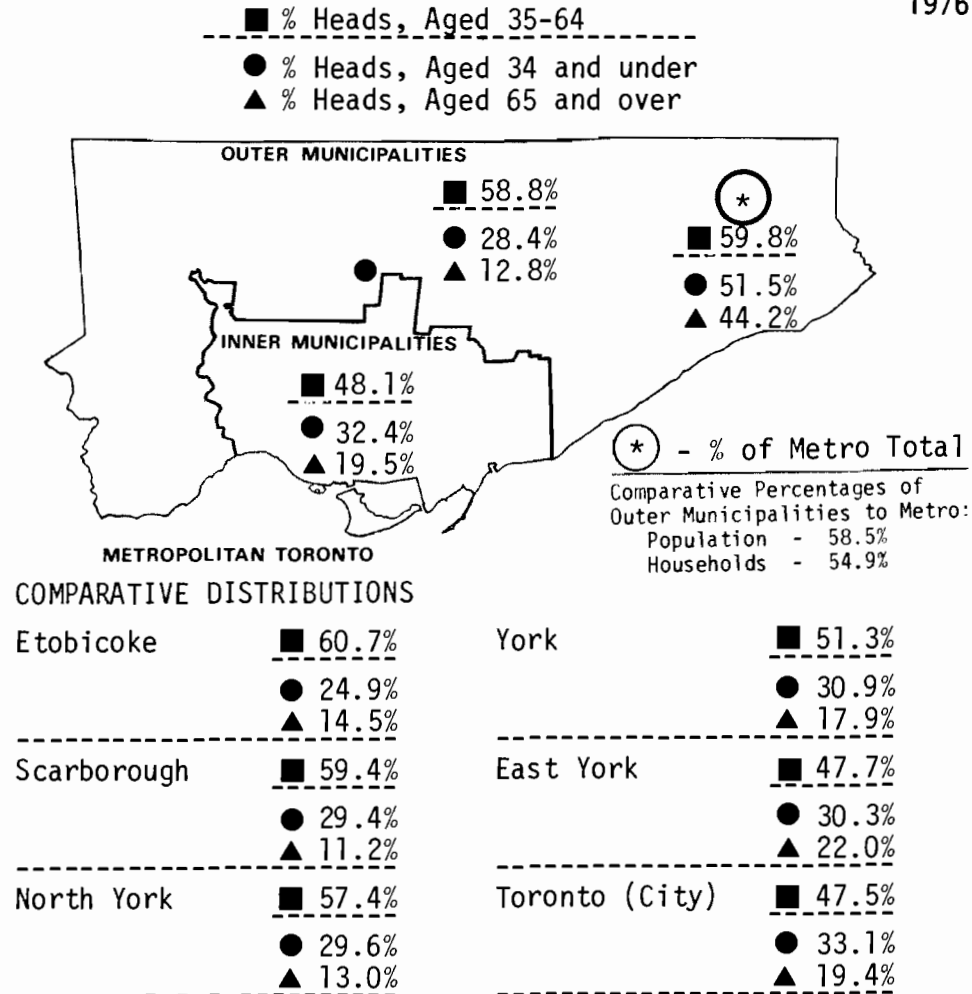 1976
■ % Heads, Aged 35-64
● % Heads, Aged 34 and under
▲ % Heads, Aged 65 and over
OUTER MUNICIPALITIES
■ 58.8%
● 28.4%
▲ 12.8%
*
■ 59.8%
● 51.5%
▲ 44.2%
INNER MUNICIPALITIES
■ 48.1%
● 32.4%
▲ 19.5%
* - % of Metro Total
Comparative Percentages of
Outer Municipalities to Metro:
Population - 58.5%
Households - 54.9%
METROPOLITAN TORONTO
COMPARATIVE DISTRIBUTIONS
Etobicoke ■ 60.7%
● 24.9%
▲ 14.5%
Scarborough ■ 59.4%
● 29.4%
▲ 11.2%
North York ■ 57.4%
● 29.6%
▲ 13.0%
York ■ 51.3%
● 30.9%
▲ 17.9%
East York ■ 47.7%
● 30.3%
▲ 22.0%
Toronto (City) ■ 47.5%
● 33.1%
▲ 19.4%